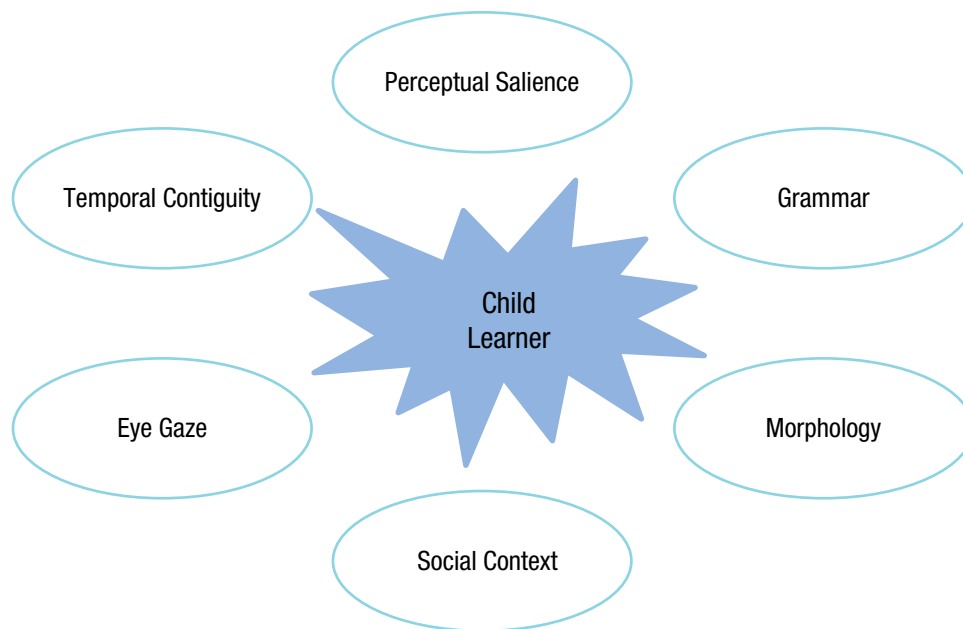 Perceptual Salience
Temporal Contiguity
Grammar
Child
Learner
Eye Gaze
Morphology
Social Context